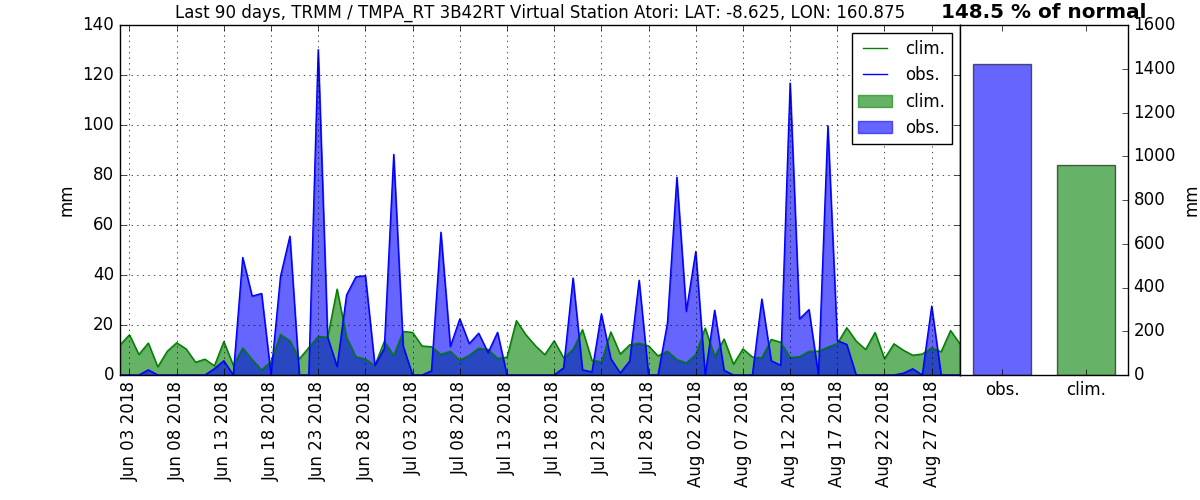 Last 90 days, TRMM / TMPA_RT 3B42RT Virtual Station Atori: LAT: -8.625, LON: 160.875
148.5 % of normal
140
120
100
80
60
40
20
0
mm
clim.
obs.
clim.
obs.
1600
1400
1200
1000
800
600
400
200
0
mm
Jun 03 2018
Jun 08 2018
Jun 13 2018
Jun 18 2018
Jun 23 2018
Jun 28 2018
Jul 03 2018
Jul 08 2018
Jul 13 2018
Jul 18 2018
Jul 23 2018
Jul 28 2018
Aug 02 2018
Aug 07 2018
Aug 12 2018
Aug 17 2018
Aug 22 2018
Aug 27 2018
obs.
clim.